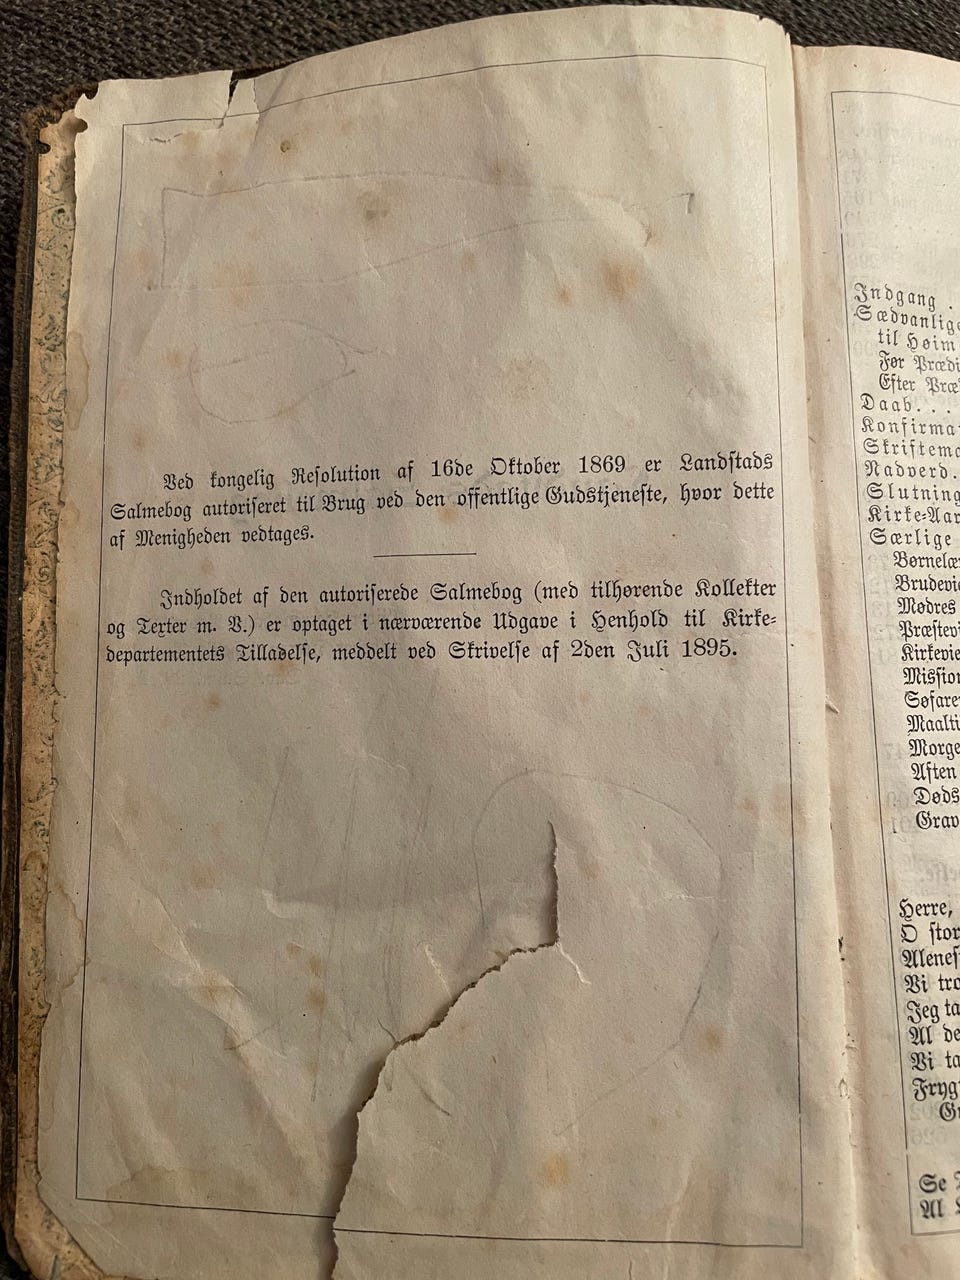 Ved kongelig Resolution af 16de Oktober 1869 er Landstads
Salmebog autoriseret til Brug ved den offentlige Gudstjeneste, hvor dette
af Menigheden vedtages.
Indholdet af den autoriserede Salmebog (med tilhørende Kollekter
og Texter m. V.) er optaget i nærværende Udgave i Henhold til Kirke-
departementets Tilladelse, meddelt ved Skrivelse af 2den Juli 1895.
Indgang .
Sædvanlige
til Høim
Før Prædi
Efter Præ
Daab. . .
Konfirma
Skriftema
Nadverd.
Slutning
Kirke-Aar
Særlige
Børnelær
Brudevie
Mødres
Præstevi
Kirkevie
Mission
Søfare
Maalti
Morge
Aften
Døds
Grav
Herre,
O stor
Alenes
Vi tro
Jeg ta
Al de
Vi ta
Fryg
G
Se
Al